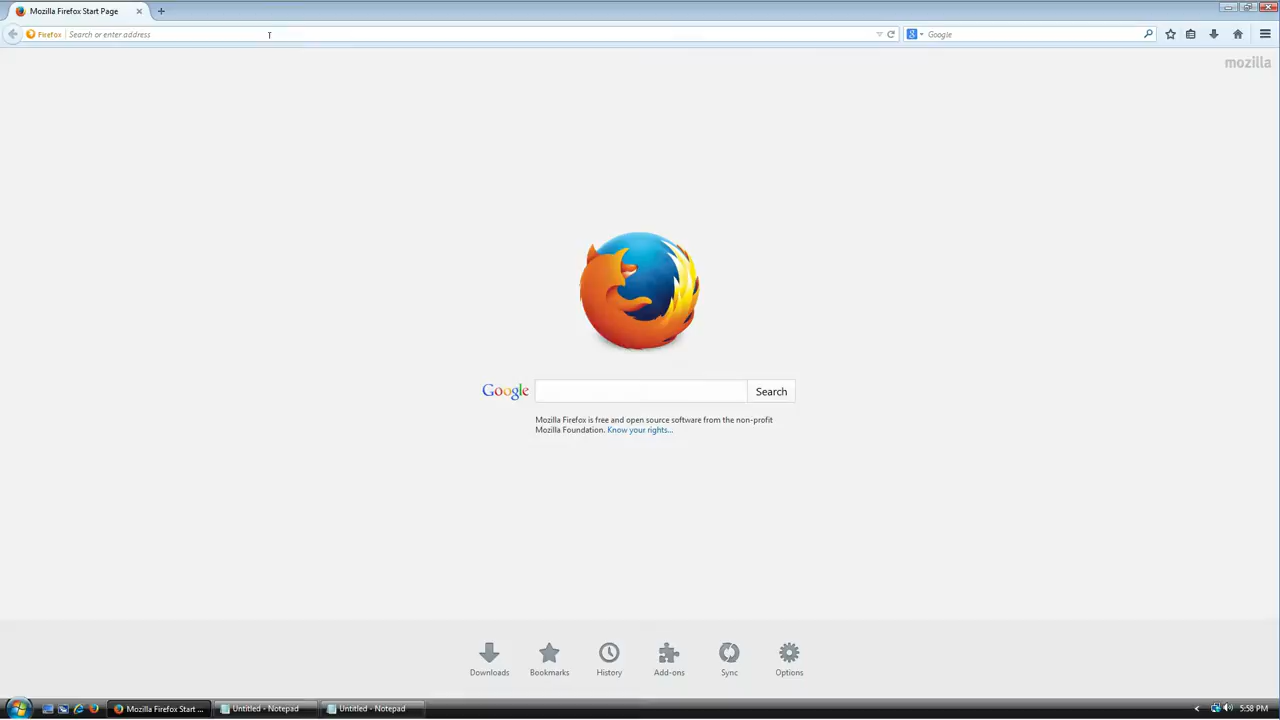 Mozilla Firefox Start Page
Firefox
Search or enter address
Google
mozilla
Google
Search
Mozilla Firefox is free and open source software from the non-profit
Mozilla Foundation. Know your rights...
Downloads
Bookmarks
History
Add-ons
Sync
Options
Mozilla Firefox Start ...
Untitled - Notepad
Untitled - Notepad
5:58 PM